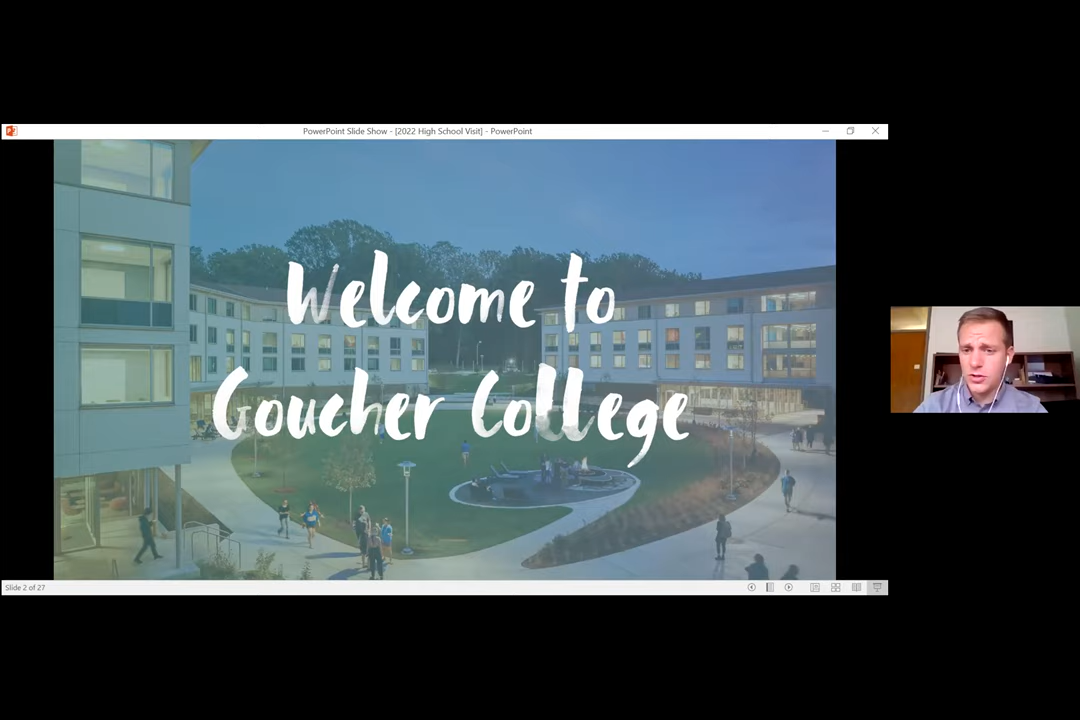 PowerPoint Slide Show - [2022 High School Visit] - PowerPoint
Welcome to
Goucher College
Slide 2 of 27